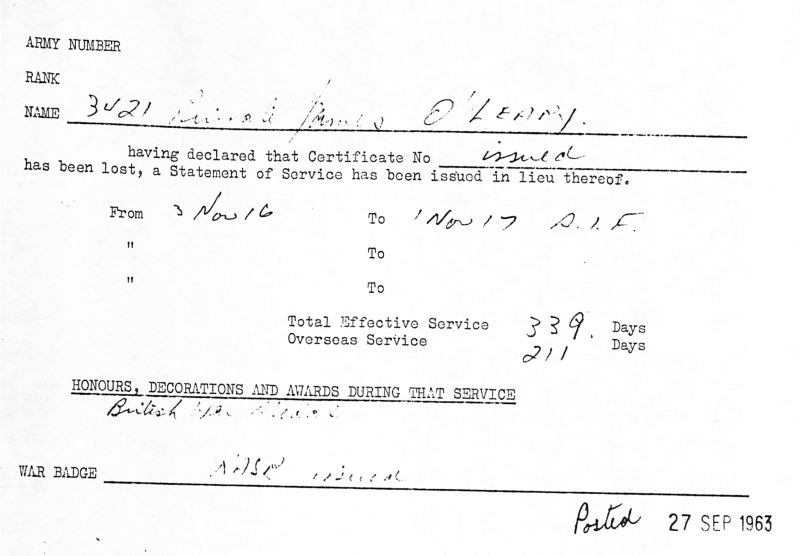 ARMY NUMBER
RANK
NAME 3421 Private James O'LEARY.
having declared that Certificate No issued
has been lost, a Statement of Service has been issued in lieu thereof.
From 3 Nov 16 To 1 Nov 17 A.I.F.
" To
" To
Total Effective Service 339. Days
Overseas Service 211 Days
HONOURS, DECORATIONS AND AWARDS DURING THAT SERVICE
British War Medal
WAR BADGE issued
Posted 27 SEP 1963